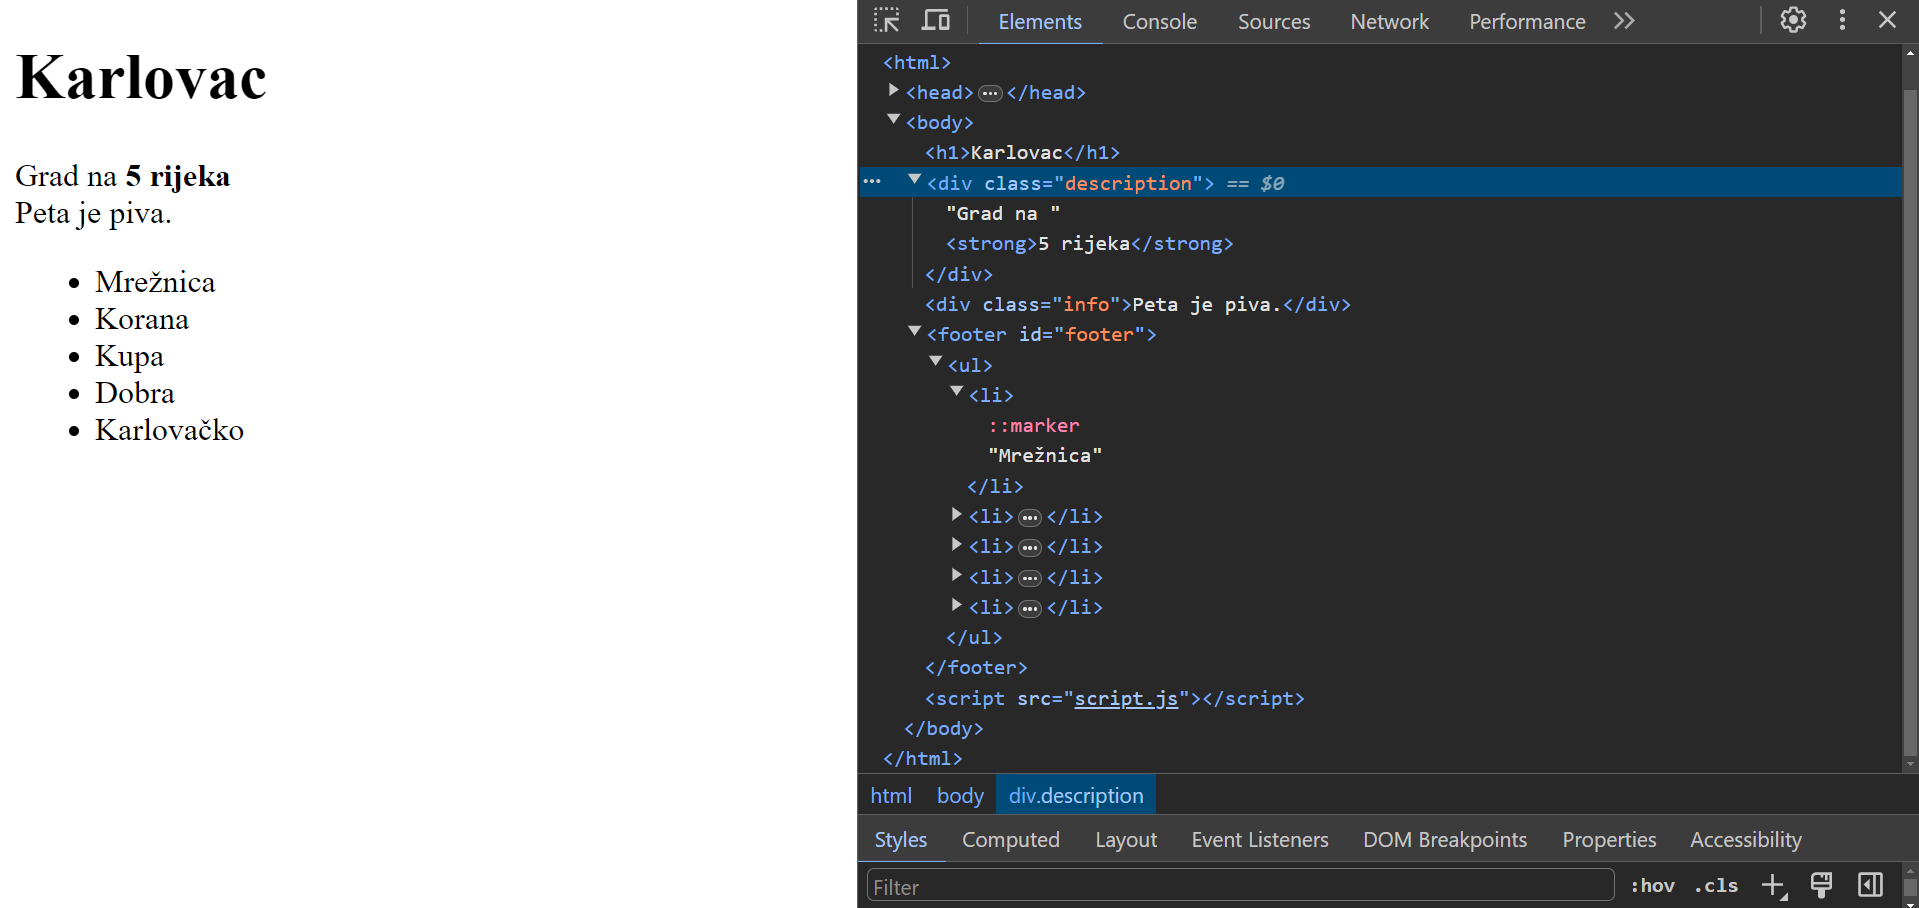 Karlovac
Grad na 5 rijeka
Peta je piva.
• Mrežnica
• Korana
• Kupa
• Dobra
• Karlovačko
Elements Console Sources Network Performance
<html>
<head> ••• </head>
<body>
<h1>Karlovac</h1>
••• <div class="description"> == $0
"Grad na "
<strong>5 rijeka</strong>
</div>
<div class="info">Peta je piva.</div>
<footer id="footer">
<ul>
<li>
::marker
"Mrežnica"
</li>
<li> ••• </li>
<li> ••• </li>
<li> ••• </li>
<li> ••• </li>
</ul>
</footer>
<script src="script.js"></script>
</body>
</html>
html body div.description
Styles Computed Layout Event Listeners DOM Breakpoints Properties Accessibility
Filter :hov .cls